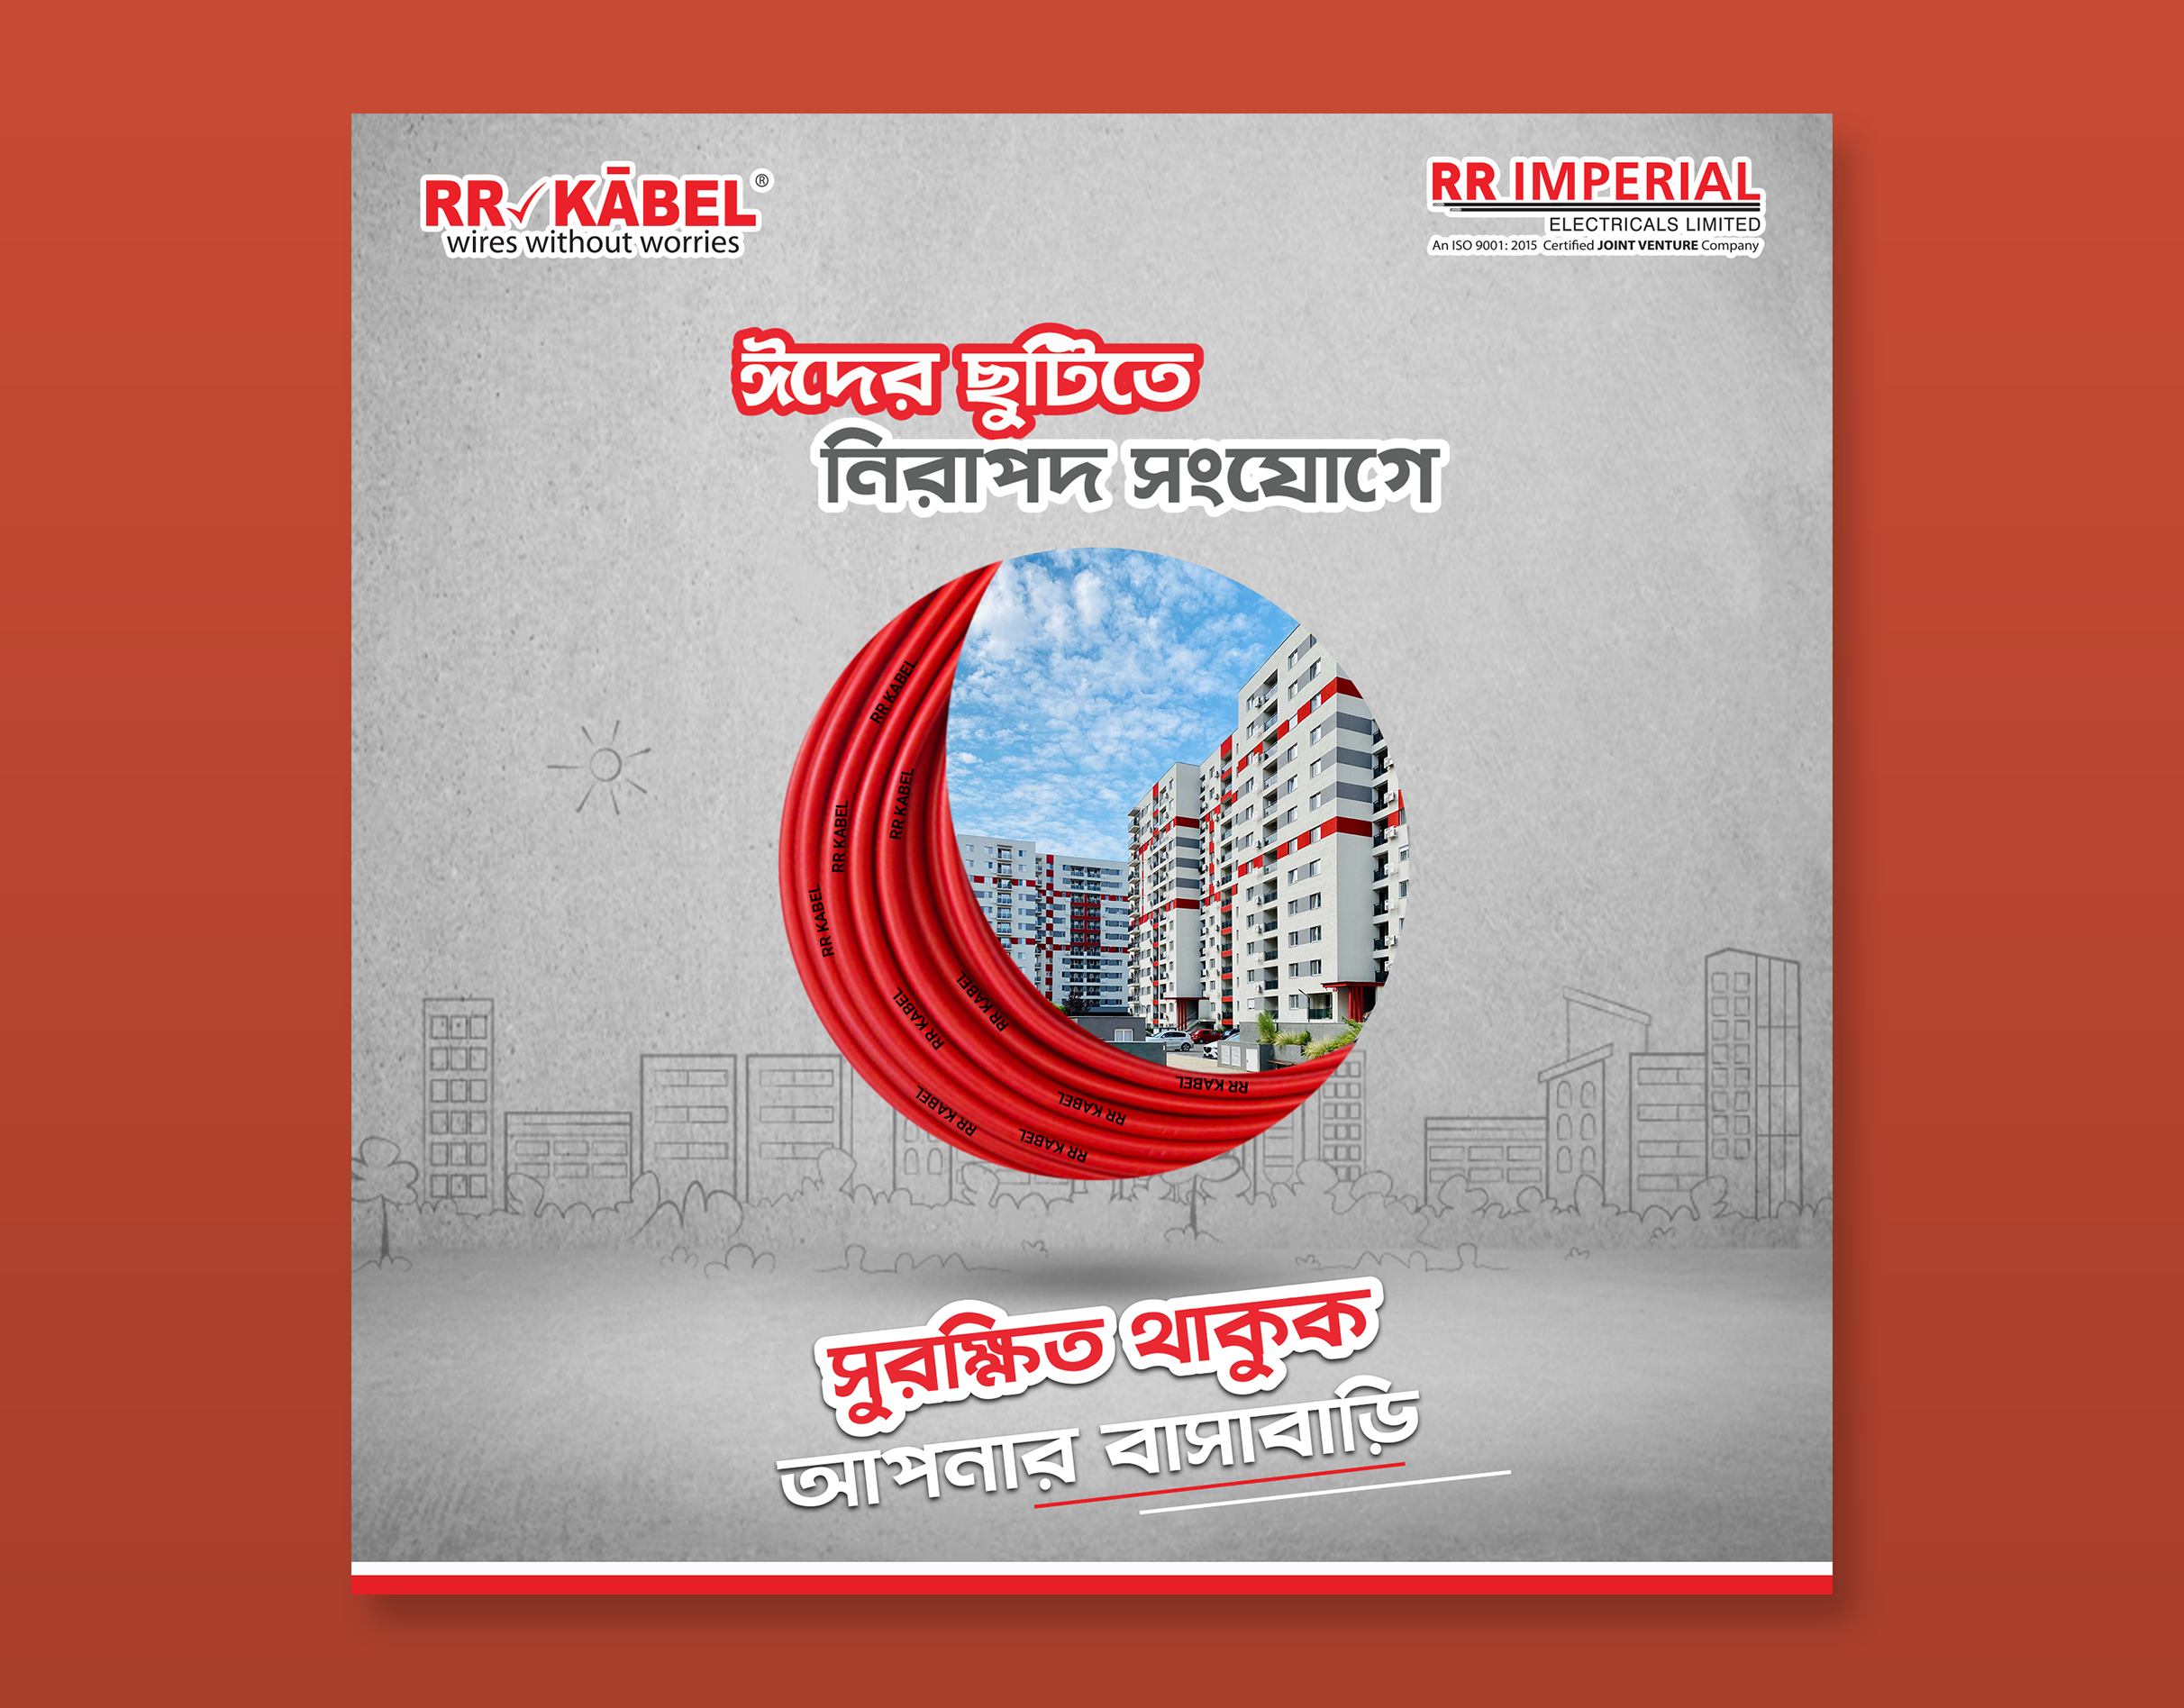 RR KĀBEL®
wires without worries
RR IMPERIAL
ELECTRICALS LIMITED
An ISO 9001: 2015 Certified JOINT VENTURE Company
ঈদের ছুটিতে
নিরাপদ সংযোগে
RR KABEL
RR KABEL
RR KABEL
RR KABEL
RR KABEL
RR KABEL
RR KABEL
RR KABEL
RR KABEL
RR KABEL
সুরক্ষিত থাকুক
আপনার বাসাবাড়ি